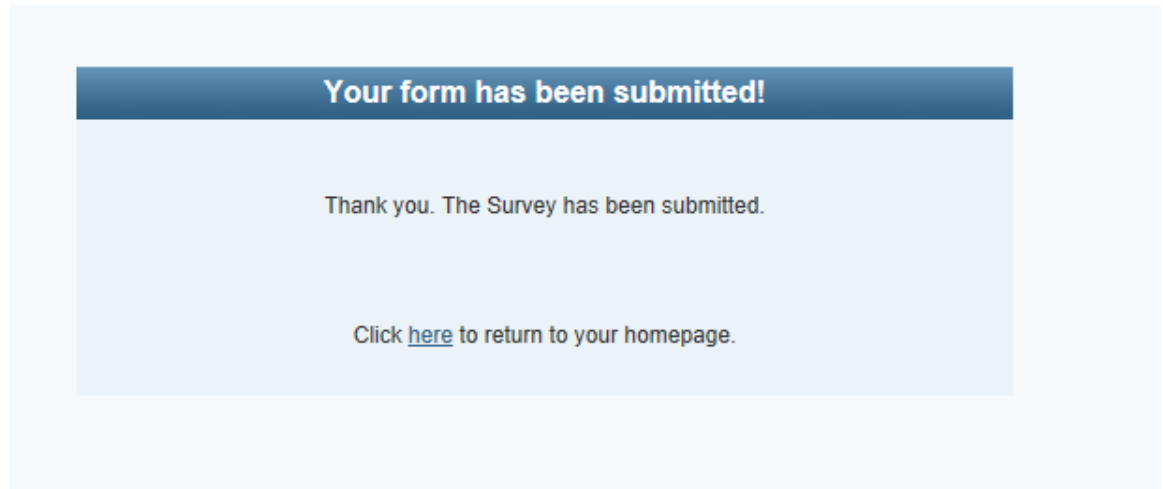 Your form has been submitted!
Thank you. The Survey has been submitted.
Click here to return to your homepage.